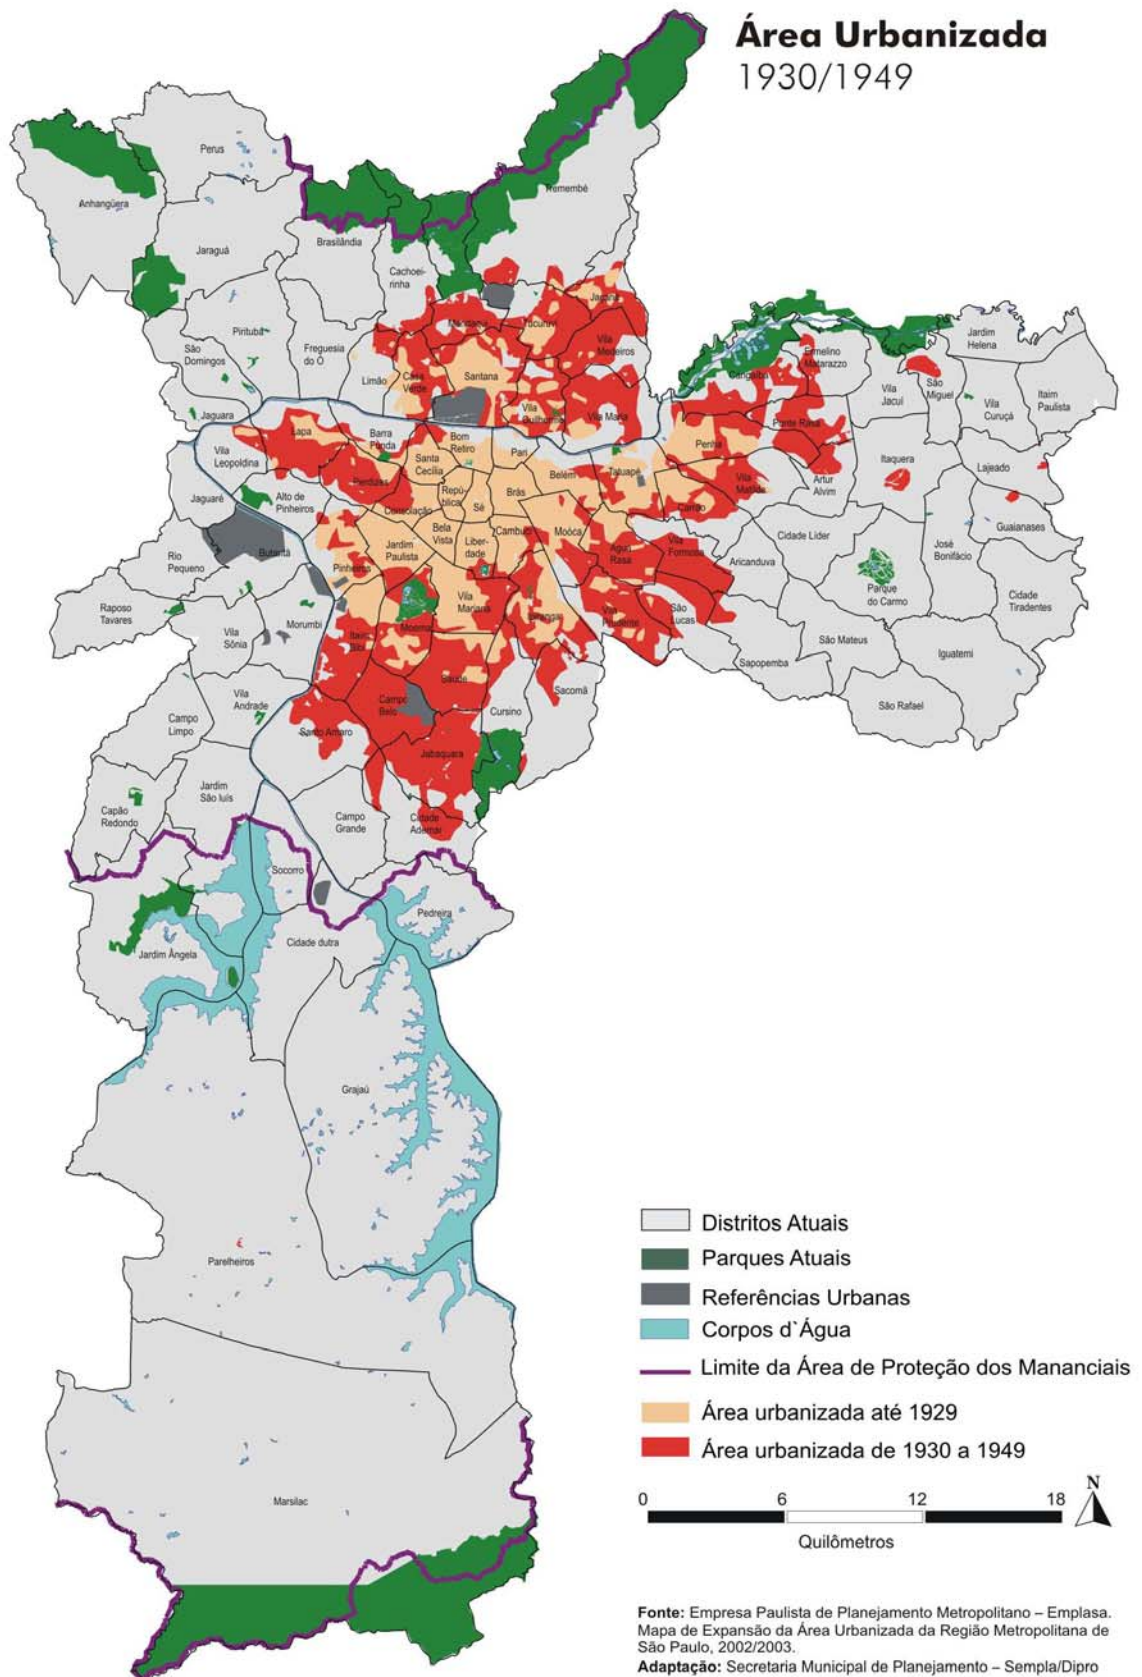 Área Urbanizada
1930/1949
Perus
Anhangüera
Jaraguá
Brasilândia
Cachoei-
rinha
Tremembé
Pirituba
São
Domingos
Freguesia
do Ó
Limão
Casa
Verde
Mandaqui
Santana
Tucuruvi
Jaçanã
Vila
Medeiros
Vila
Guilherme
Vila Maria
Jaguara
Vila
Leopoldina
Lapa
Barra
Funda
Perdizes
Santa
Cecília
Bom
Retiro
Pari
Repú-
blica
Sé
Brás
Belém
Tatuapé
Penha
Cangaíba
Ermelino
Matarazzo
Ponte Rasa
Vila
Jacuí
São
Miguel
Jardim
Helena
Vila
Curuçá
Itaim
Paulista
Itaquera
Lajeado
Artur
Alvim
Vila
Matilde
Carrão
Guaianases
Jaguaré
Alto de
Pinheiros
Consolação
Bela
Vista
Liber-
dade
Cambuci
Moóca
Água
Rasa
Vila
Formosa
Aricanduva
Cidade Líder
José
Bonifácio
Parque
do Carmo
Cidade
Tiradentes
Rio
Pequeno
Butantã
Pinheiros
Jardim
Paulista
Raposo
Tavares
Vila
Sônia
Morumbi
Itaim
Bibi
Moema
Vila
Mariana
Ipiranga
Vila
Prudente
São
Lucas
Sapopemba
São Mateus
Iguatemi
São Rafael
Campo
Limpo
Vila
Andrade
Santo Amaro
Campo
Belo
Saúde
Cursino
Sacomã
Jabaquara
Capão
Redondo
Jardim
São luís
Campo
Grande
Cidade
Ademar
Socorro
Pedreira
Jardim Ângela
Cidade dutra
Grajaú
Parelheiros
Marsilac
Distritos Atuais
Parques Atuais
Referências Urbanas
Corpos d`Água
Limite da Área de Proteção dos Mananciais
Área urbanizada até 1929
Área urbanizada de 1930 a 1949
0 6 12 18
Quilômetros
N
Fonte: Empresa Paulista de Planejamento Metropolitano – Emplasa.
Mapa de Expansão da Área Urbanizada da Região Metropolitana de
São Paulo, 2002/2003.
Adaptação: Secretaria Municipal de Planejamento – Sempla/Dipro